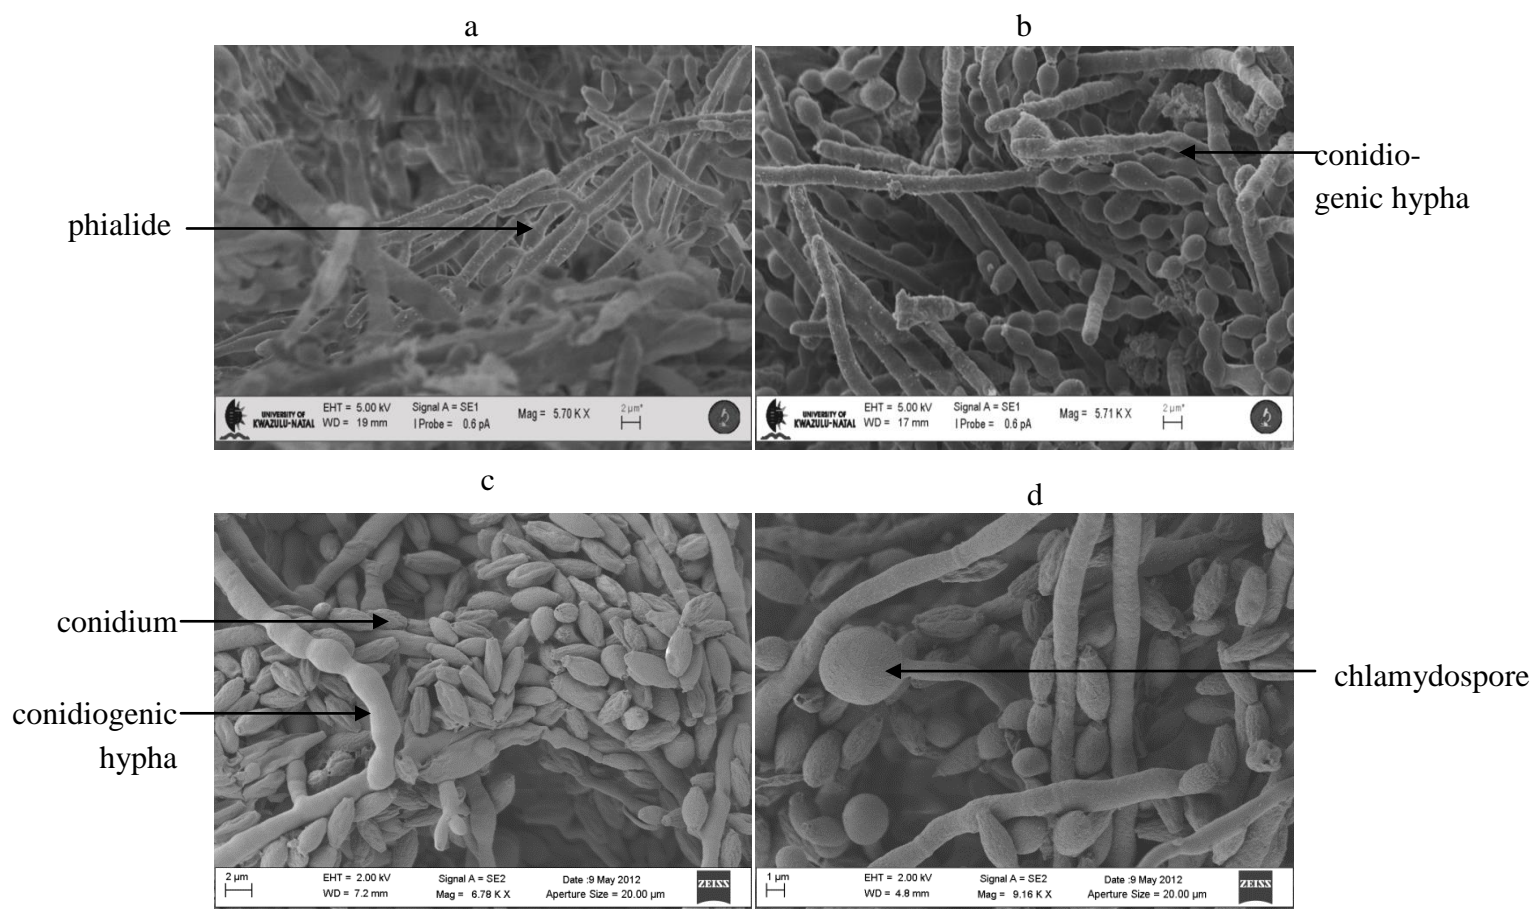 a
b
phialide
conidio-
genic hypha
UNIVERSITY OF
KWAZULU-NATAL
EHT = 5.00 kV
WD = 19 mm
Signal A = SE1
I Probe = 0.6 pA
Mag = 5.70 K X
2 µm*
UNIVERSITY OF
KWAZULU-NATAL
EHT = 5.00 kV
WD = 17 mm
Signal A = SE1
I Probe = 0.6 pA
Mag = 5.71 K X
2 µm*
c
d
conidium
conidiogenic
hypha
chlamydospore
2 µm
EHT = 2.00 kV
WD = 7.2 mm
Signal A = SE2
Mag = 6.78 K X
Date :9 May 2012
Aperture Size = 20.00 µm
ZEISS
1 µm
EHT = 2.00 kV
WD = 4.8 mm
Signal A = SE2
Mag = 9.16 K X
Date :9 May 2012
Aperture Size = 20.00 µm
ZEISS